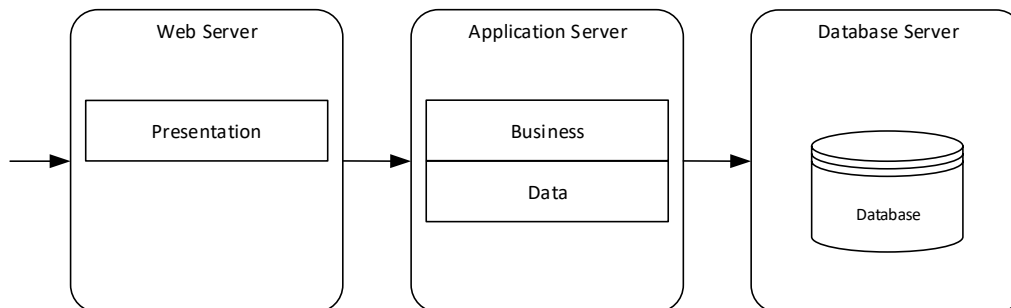 Web Server
Application Server
Database Server
Presentation
Business
Data
Database